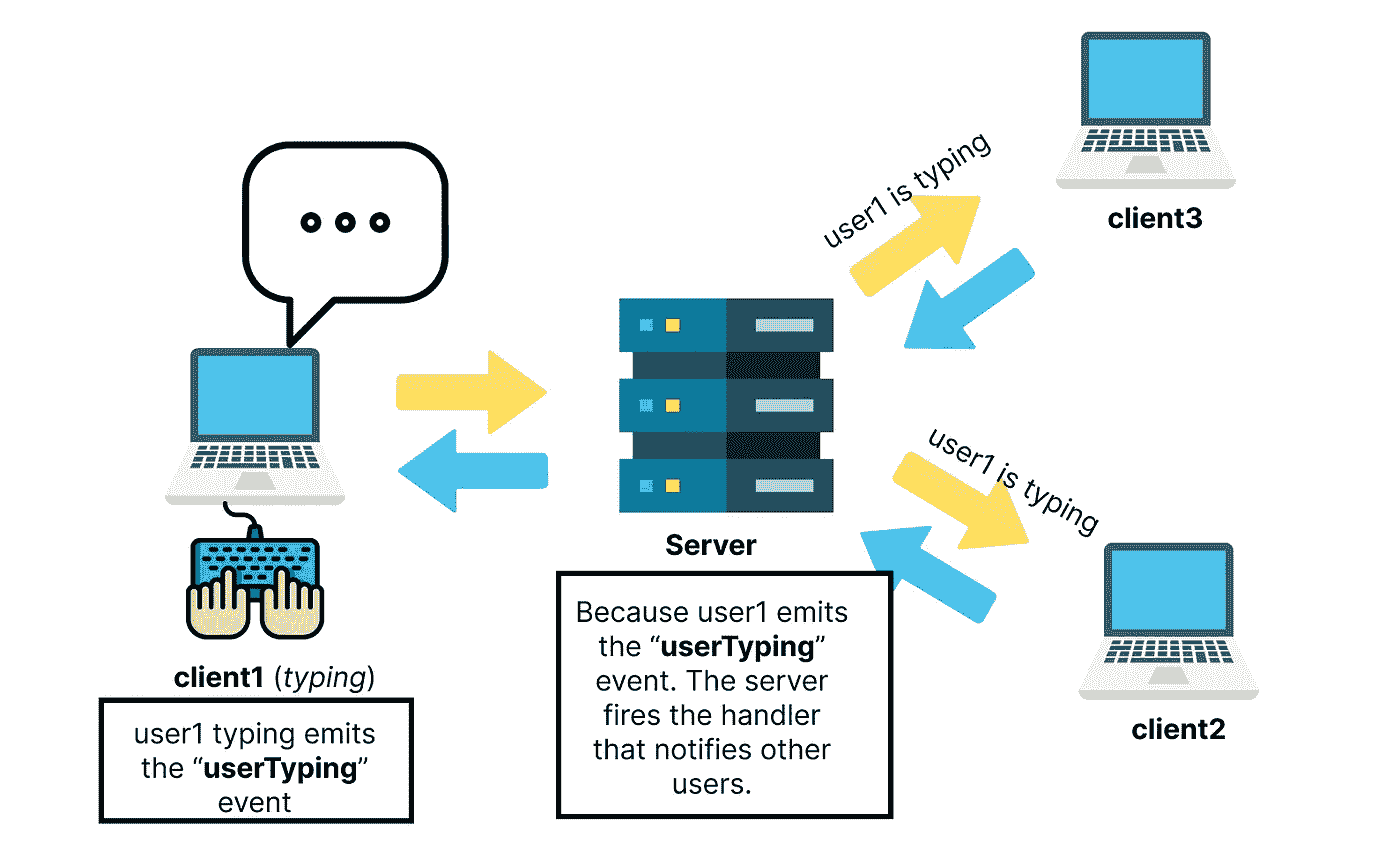 user1 is typing
client3
user1 is typing
Server
client2
client1 (typing)
user1 typing emits
the “userTyping”
event
Because user1 emits
the “userTyping”
event. The server
fires the handler
that notifies other
users.